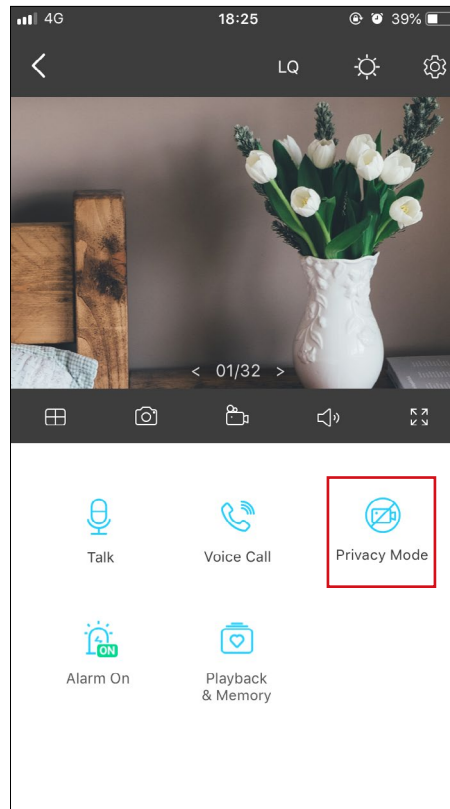 4G 18:25 39%
LQ
< 01/32 >
Talk Voice Call Privacy Mode
ON
Alarm On Playback
& Memory